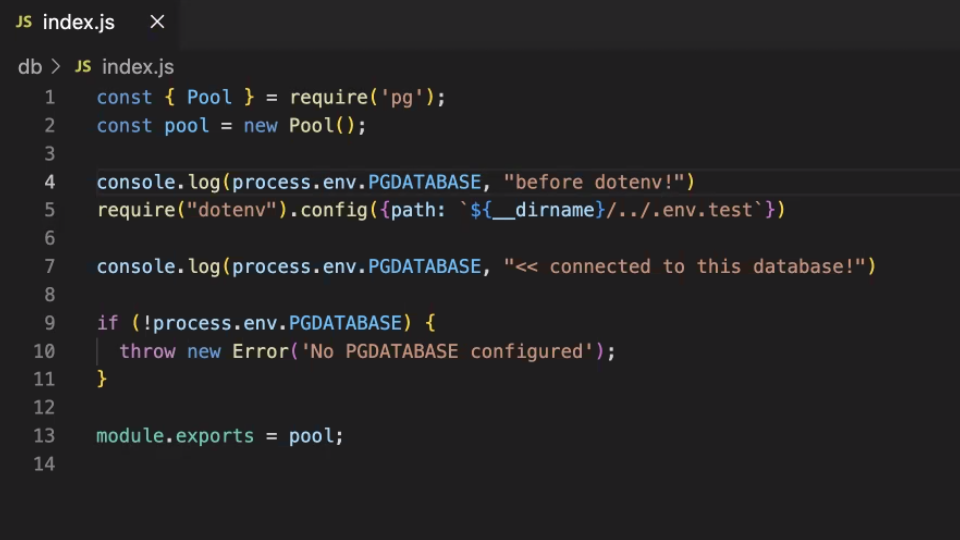 JS index.js ×
db > JS index.js
1 const { Pool } = require('pg');
2 const pool = new Pool();
3
4 console.log(process.env.PGDATABASE, "before dotenv!")
5 require("dotenv").config({path: `${__dirname}/../.env.test`})
6
7 console.log(process.env.PGDATABASE, "<< connected to this database!")
8
9 if (!process.env.PGDATABASE) {
10   throw new Error('No PGDATABASE configured');
11 }
12
13 module.exports = pool;
14